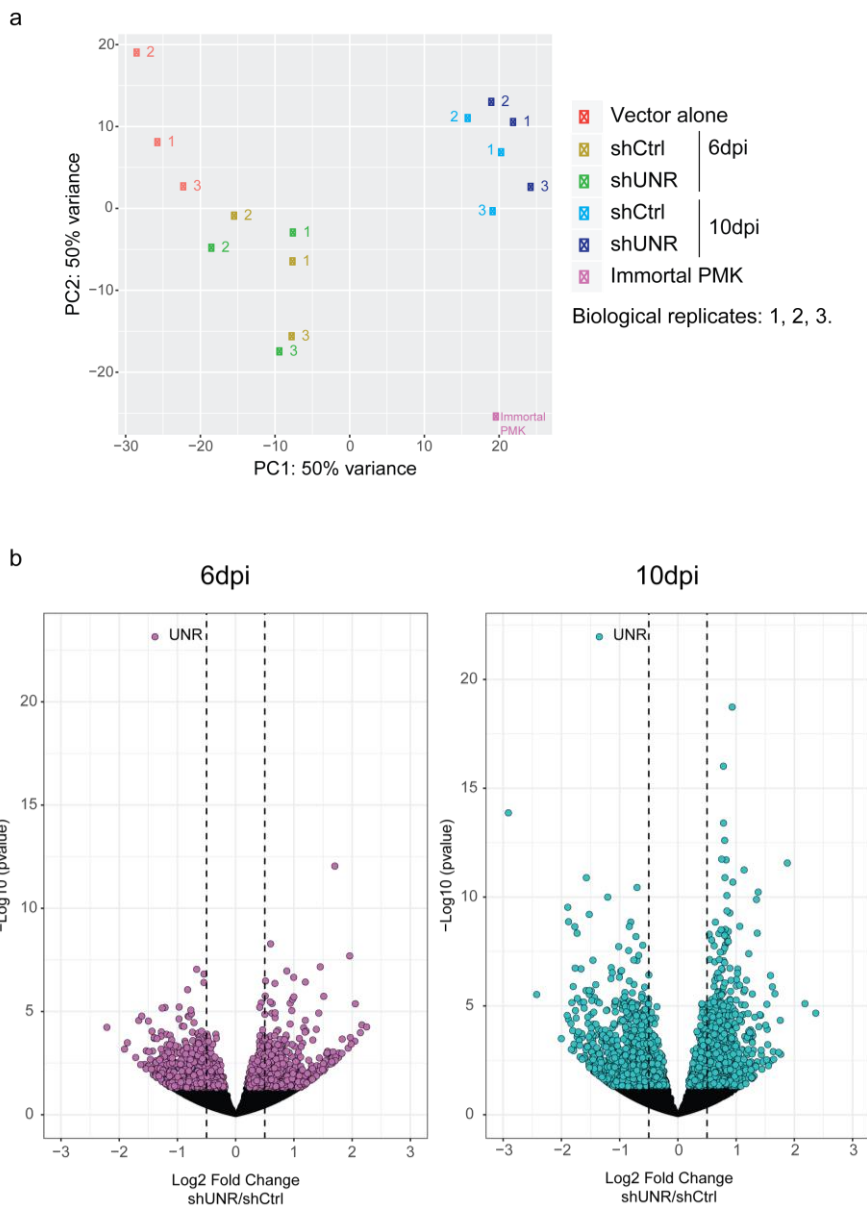 a
20
10
0
−10
−20
PC2: 50% variance
−30
−20
−10
0
10
20
PC1: 50% variance
2
1
3
2
2
1
1
3
3
2
2
1
1
3
3
Immortal
PMK
Vector alone
shCtrl
shUNR
6dpi
shCtrl
shUNR
10dpi
Immortal PMK
Biological replicates: 1, 2, 3.
b
6dpi
UNR
20
15
10
5
0
−Log10 (pvalue)
−3
−2
−1
0
1
2
3
Log2 Fold Change
shUNR/shCtrl
10dpi
UNR
20
15
10
5
0
−Log10 (pvalue)
−3
−2
−1
0
1
2
3
Log2 Fold Change
shUNR/shCtrl